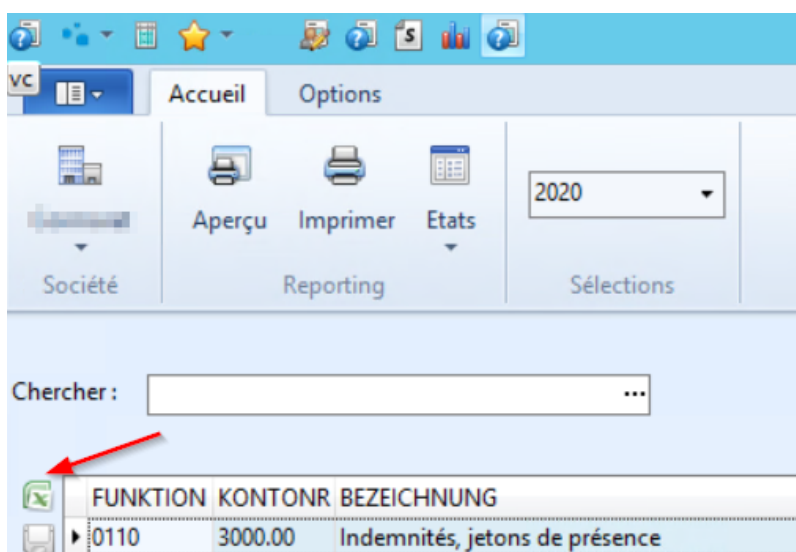 vc
Accueil Options
2020
Aperçu Imprimer Etats
Société Reporting Sélections
Chercher : ...
FUNKTION KONTONR BEZEICHNUNG
0110 3000.00 Indemnités, jetons de présence